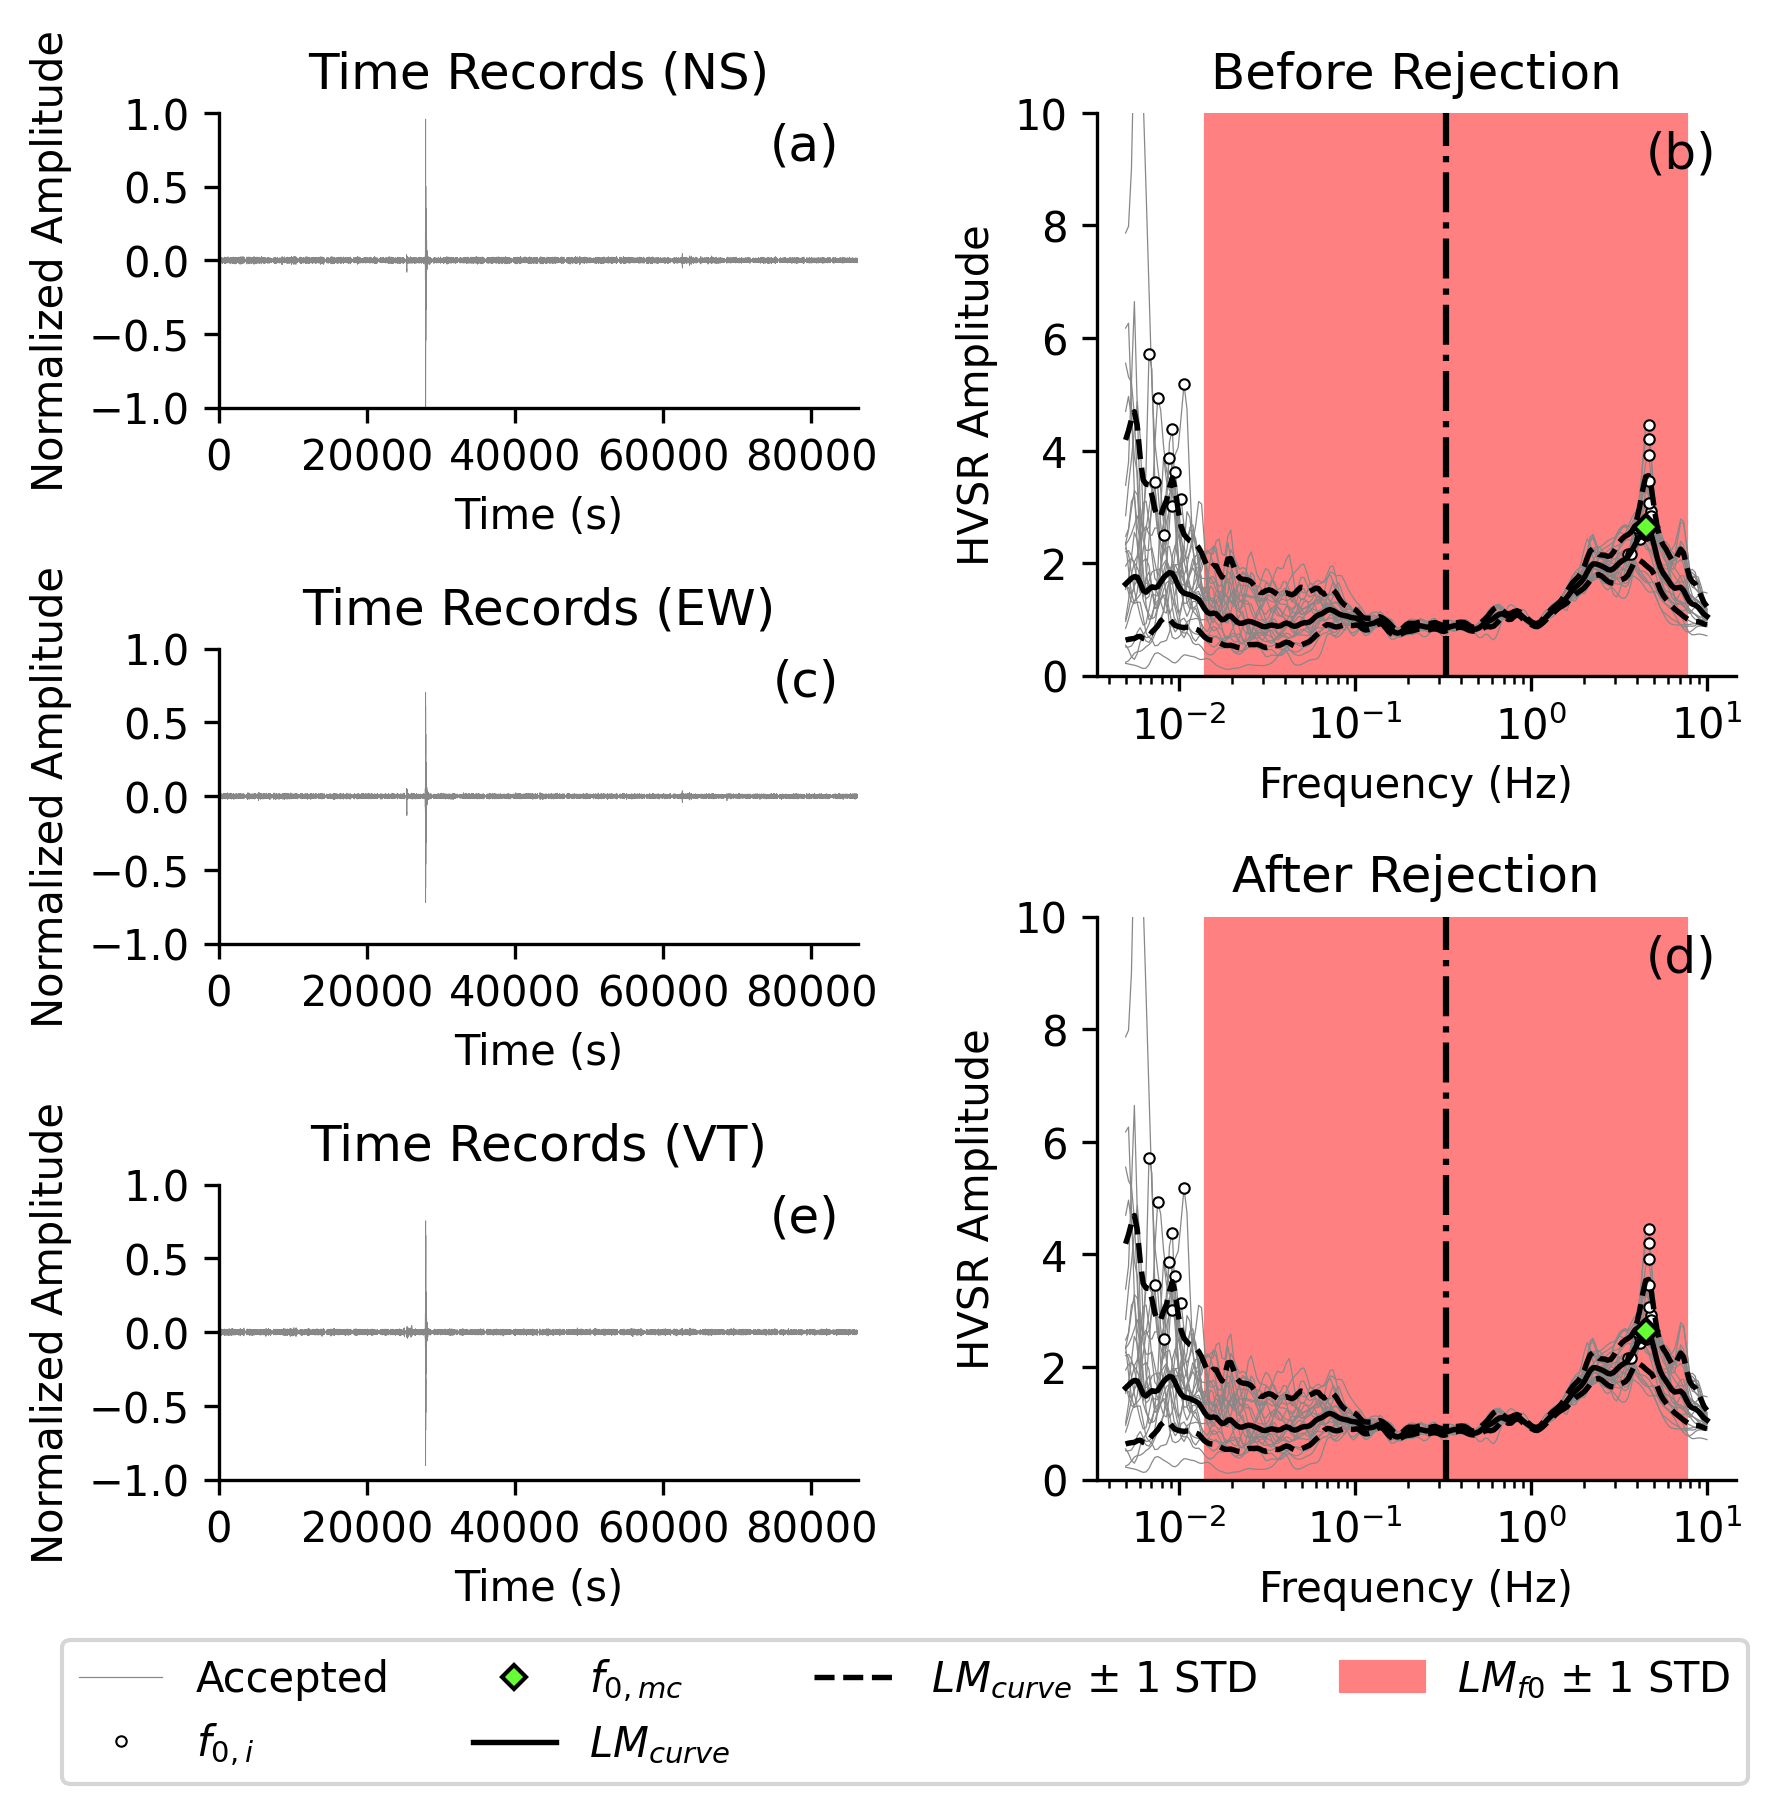 Time Records (NS)
Normalized Amplitude
1.0
0.5
0.0
−0.5
−1.0
(a)
0 20000 40000 60000 80000
Time (s)
Before Rejection
HVSR Amplitude
10
8
6
4
2
0
(b)
10⁻² 10⁻¹ 10⁰ 10¹
Frequency (Hz)
Time Records (EW)
Normalized Amplitude
1.0
0.5
0.0
−0.5
−1.0
(c)
0 20000 40000 60000 80000
Time (s)
After Rejection
HVSR Amplitude
10
8
6
4
2
0
(d)
10⁻² 10⁻¹ 10⁰ 10¹
Frequency (Hz)
Time Records (VT)
Normalized Amplitude
1.0
0.5
0.0
−0.5
−1.0
(e)
0 20000 40000 60000 80000
Time (s)
Accepted f0,mc LMcurve ± 1 STD LMf0 ± 1 STD
f0,i LMcurve